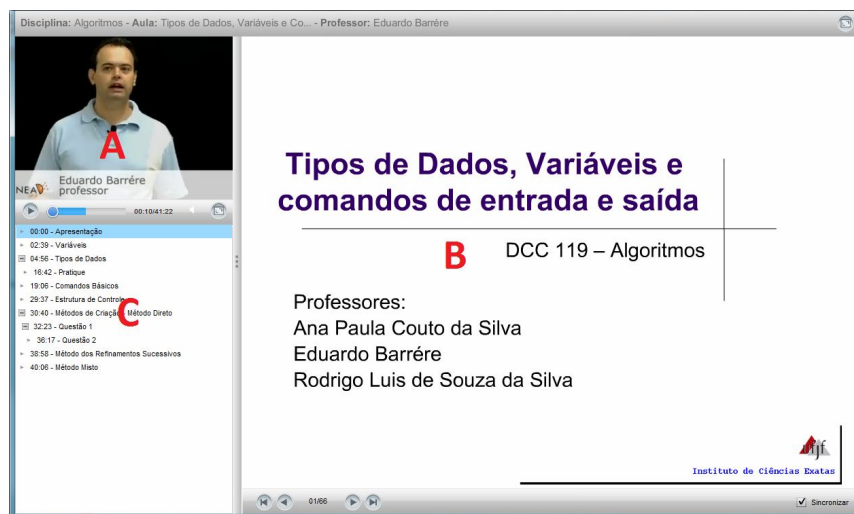 Disciplina: Algoritmos - Aula: Tipos de Dados, Variáveis e Co... - Professor: Eduardo Barrére
A
NEAD
Eduardo Barrére
professor
00:10/41:22
00:00 - Apresentação
02:39 - Variáveis
04:56 - Tipos de Dados
16:42 - Pratique
19:06 - Comandos Básicos
29:37 - Estrutura de Controle
30:40 - Métodos de Criação - Método Direto
C
32:23 - Questão 1
36:17 - Questão 2
38:58 - Método dos Refinamentos Sucessivos
40:06 - Método Misto
Tipos de Dados, Variáveis e
comandos de entrada e saída
B
DCC 119 – Algoritmos
Professores:
Ana Paula Couto da Silva
Eduardo Barrére
Rodrigo Luis de Souza da Silva
ufjf
Instituto de Ciências Exatas
01/66
Sincronizar